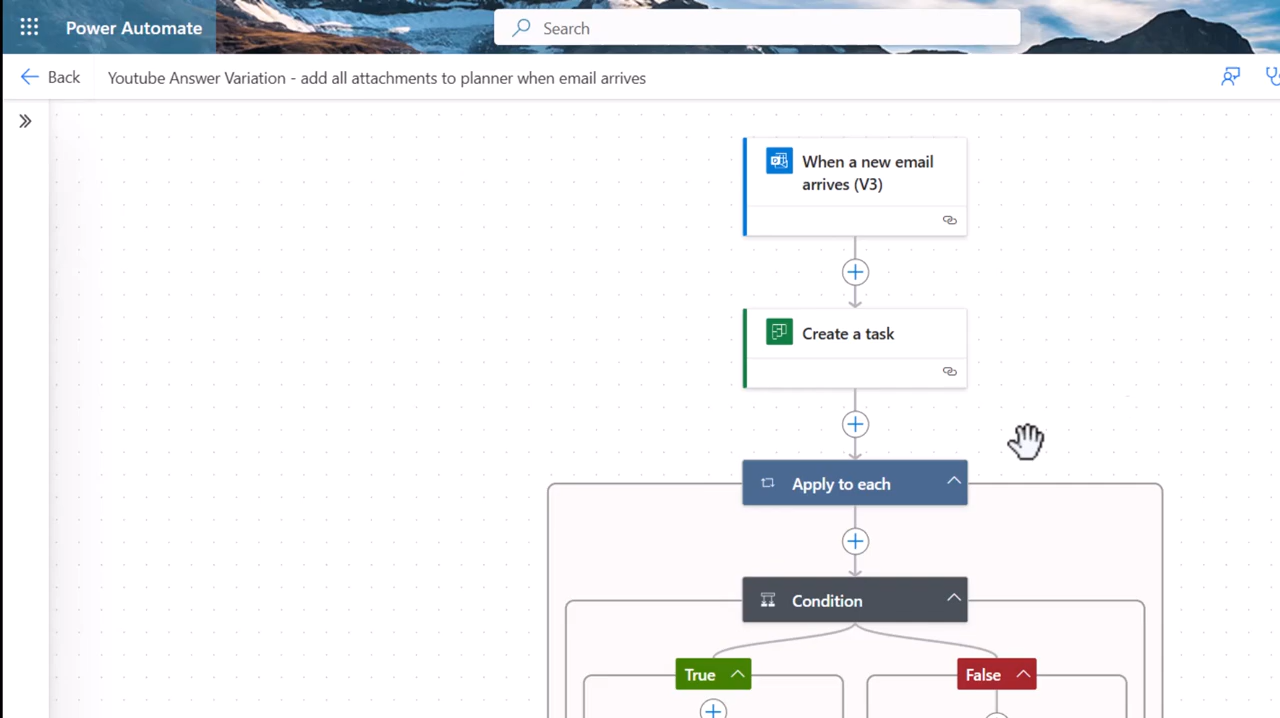 Power Automate
Search
Back
Youtube Answer Variation - add all attachments to planner when email arrives
When a new email
arrives (V3)
Create a task
Apply to each
Condition
True
False